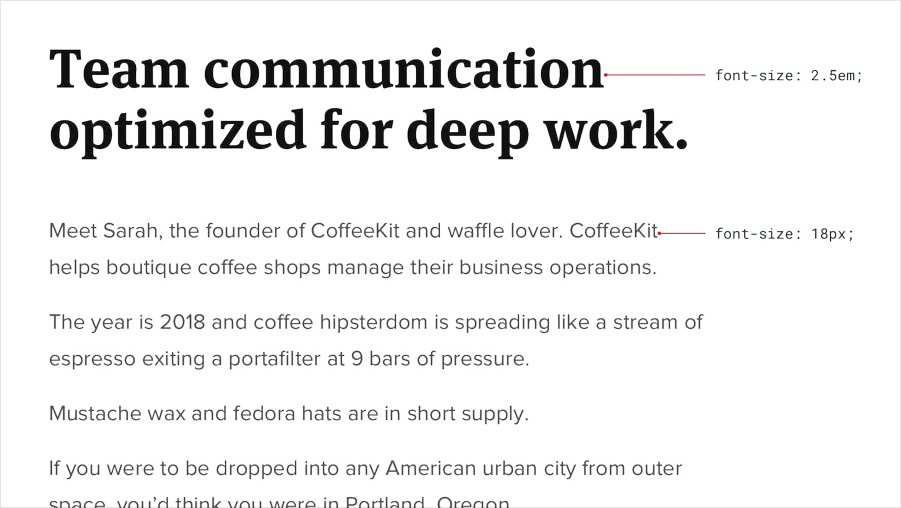 Team communication
font-size: 2.5em;
optimized for deep work.
Meet Sarah, the founder of CoffeeKit and waffle lover. CoffeeKit
font-size: 18px;
helps boutique coffee shops manage their business operations.
The year is 2018 and coffee hipsterdom is spreading like a stream of
espresso exiting a portafilter at 9 bars of pressure.
Mustache wax and fedora hats are in short supply.
If you were to be dropped into any American urban city from outer
space, you’d think you were in Portland, Oregon.